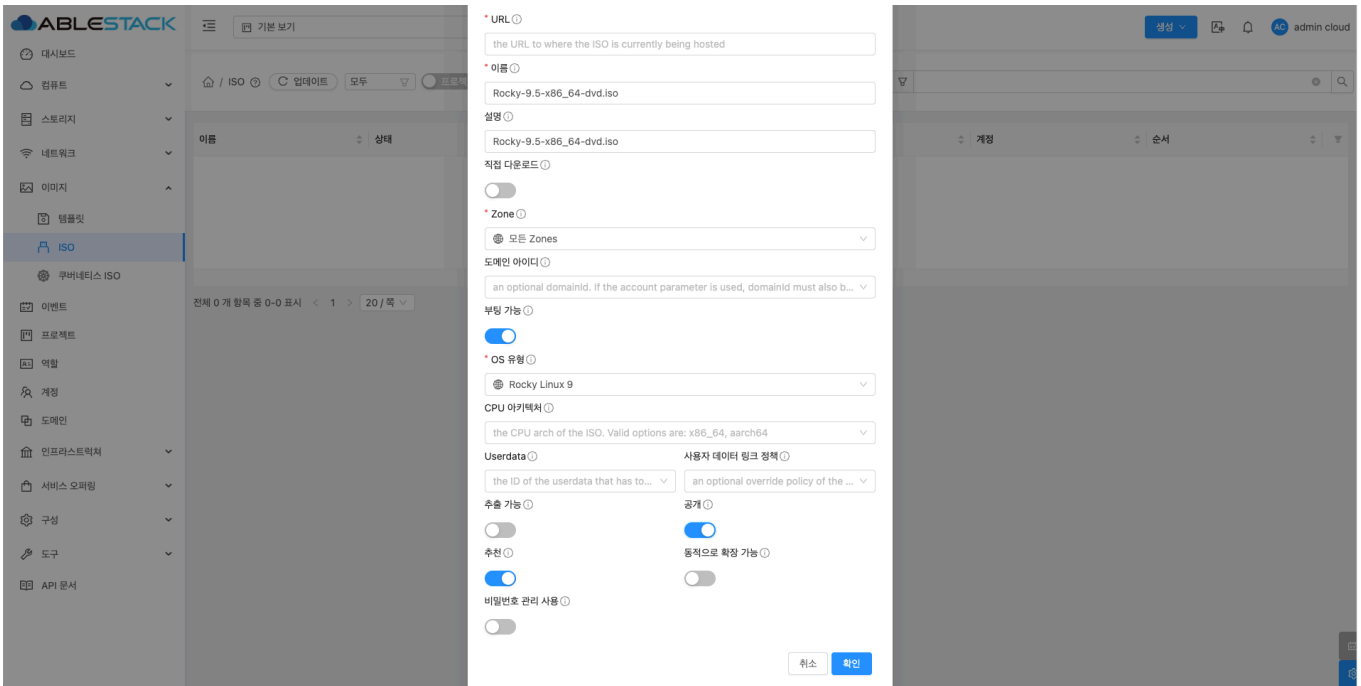 ABLESTACK
기본 보기
생성
AC admin cloud
대시보드
컴퓨트
스토리지
네트워크
이미지
템플릿
ISO
쿠버네티스 ISO
이벤트
프로젝트
역할
계정
도메인
인프라스트럭쳐
서비스 오퍼링
구성
도구
API 문서
/ ISO 업데이트 모두 프로젝
이름 상태 계정 순서
전체 0 개 항목 중 0-0 표시 < 1 > 20 / 쪽
* URL
the URL to where the ISO is currently being hosted
* 이름
Rocky-9.5-x86_64-dvd.iso
설명
Rocky-9.5-x86_64-dvd.iso
직접 다운로드
* Zone
모든 Zones
도메인 아이디
an optional domainId. If the account parameter is used, domainId must also b...
부팅 가능
* OS 유형
Rocky Linux 9
CPU 아키텍처
the CPU arch of the ISO. Valid options are: x86_64, aarch64
Userdata 사용자 데이터 링크 정책
the ID of the userdata that has to... an optional override policy of the ...
추출 가능 공개
추천 동적으로 확장 가능
비밀번호 관리 사용
취소 확인